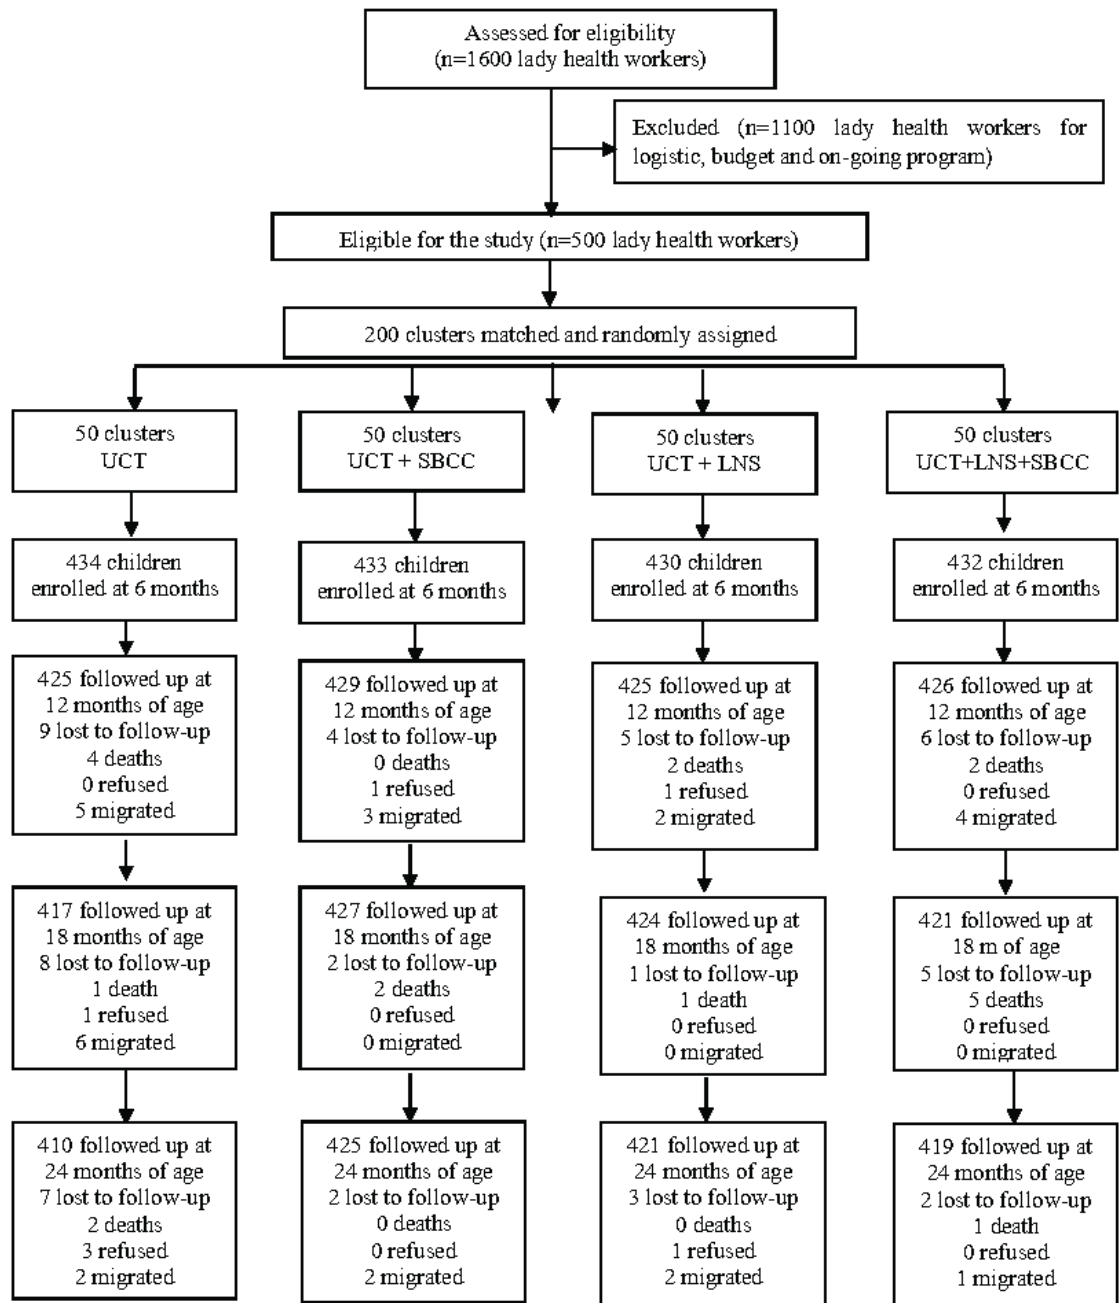 Assessed for eligibility
(n=1600 lady health workers)
Excluded (n=1100 lady health workers for
logistic, budget and on-going program)
Eligible for the study (n=500 lady health workers)
200 clusters matched and randomly assigned
50 clusters
UCT
50 clusters
UCT + SBCC
50 clusters
UCT + LNS
50 clusters
UCT+LNS+SBCC
434 children
enrolled at 6 months
433 children
enrolled at 6 months
430 children
enrolled at 6 months
432 children
enrolled at 6 months
425 followed up at
12 months of age
9 lost to follow-up
4 deaths
0 refused
5 migrated
429 followed up at
12 months of age
4 lost to follow-up
0 deaths
1 refused
3 migrated
425 followed up at
12 months of age
5 lost to follow-up
2 deaths
1 refused
2 migrated
426 followed up at
12 months of age
6 lost to follow-up
2 deaths
0 refused
4 migrated
417 followed up at
18 months of age
8 lost to follow-up
1 death
1 refused
6 migrated
427 followed up at
18 months of age
2 lost to follow-up
2 deaths
0 refused
0 migrated
424 followed up at
18 months of age
1 lost to follow-up
1 death
0 refused
0 migrated
421 followed up at
18 m of age
5 lost to follow-up
5 deaths
0 refused
0 migrated
410 followed up at
24 months of age
7 lost to follow-up
2 deaths
3 refused
2 migrated
425 followed up at
24 months of age
2 lost to follow-up
0 deaths
0 refused
2 migrated
421 followed up at
24 months of age
3 lost to follow-up
0 deaths
1 refused
2 migrated
419 followed up at
24 months of age
2 lost to follow-up
1 death
0 refused
1 migrated